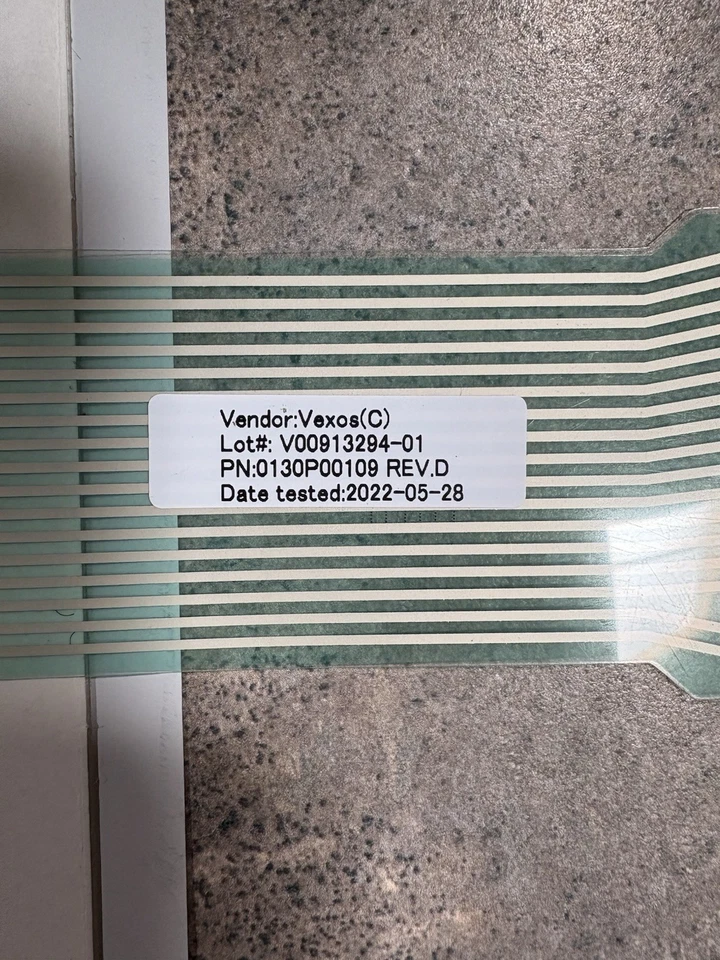 Vendor:Vexos(C)
Lot#: V00913294-01
PN:0130P00109 REV.D
Date tested:2022-05-28